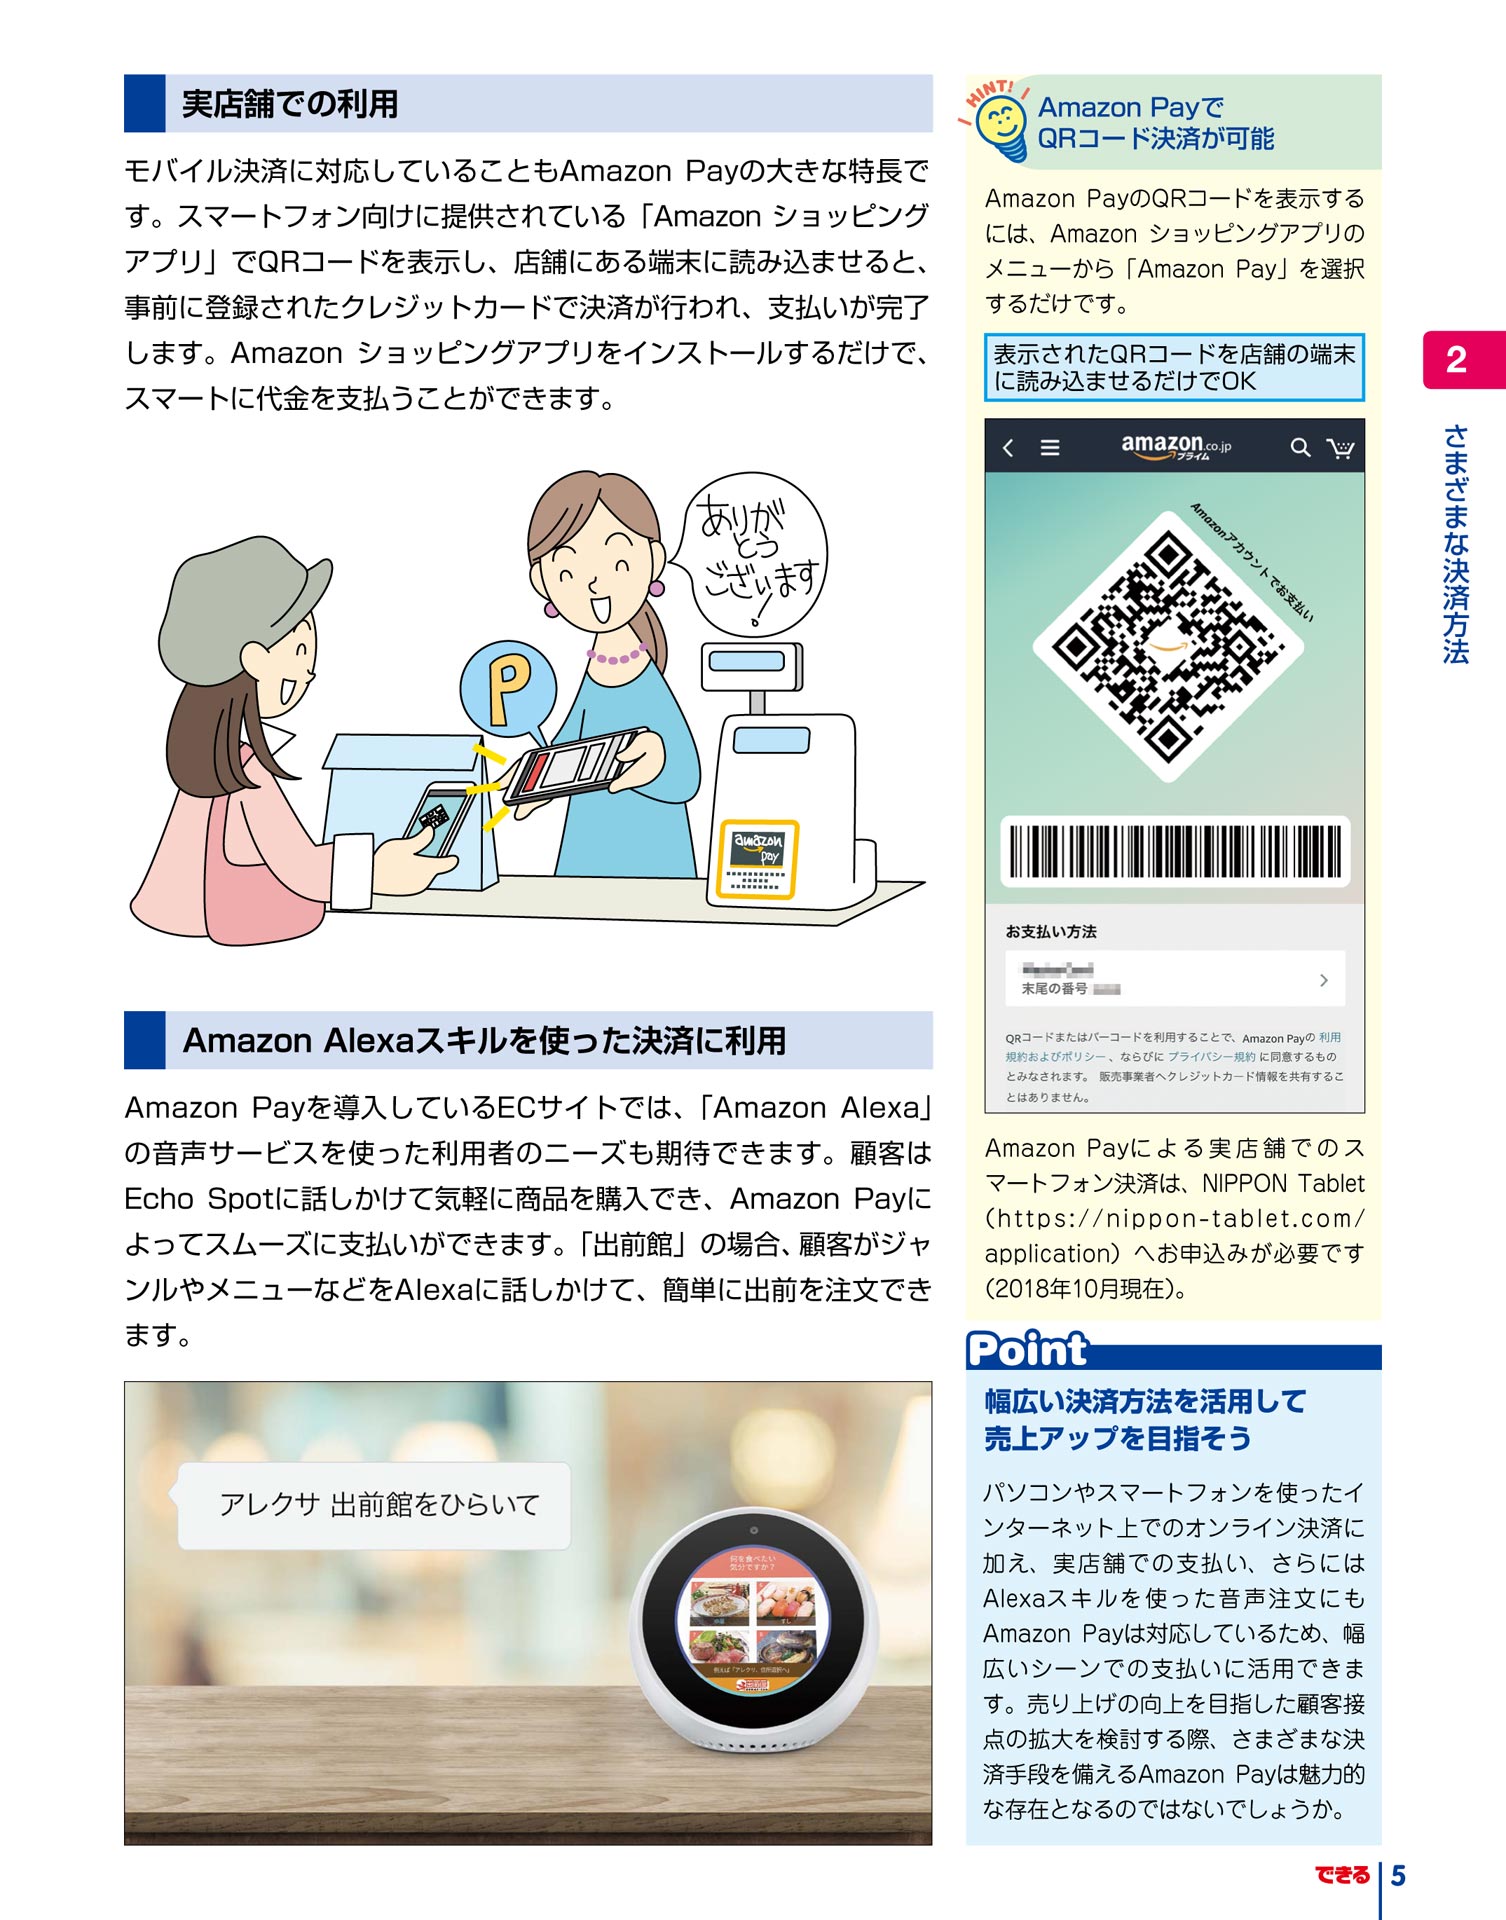 実店舗での利用
モバイル決済に対応していることもAmazon Payの大きな特長で
す。スマートフォン向けに提供されている「Amazon ショッピング
アプリ」でQRコードを表示し、店舗にある端末に読み込ませると、
事前に登録されたクレジットカードで決済が行われ、支払いが完了
します。Amazon ショッピングアプリをインストールするだけで、
スマートに代金を支払うことができます。
ありが
とう
ございます
!
P
amazon
pay
Amazon Alexaスキルを使った決済に利用
Amazon Payを導入しているECサイトでは、「Amazon Alexa」
の音声サービスを使った利用者のニーズも期待できます。顧客は
Echo Spotに話しかけて気軽に商品を購入でき、Amazon Payに
よってスムーズに支払いができます。「出前館」の場合、顧客がジャ
ンルやメニューなどをAlexaに話しかけて、簡単に出前を注文でき
ます。
アレクサ 出前館をひらいて
何を食べたい
気分ですか？
すし
HINT!
Amazon Payで
QRコード決済が可能
Amazon PayのQRコードを表示する
には、Amazon ショッピングアプリの
メニューから「Amazon Pay」を選択
するだけです。
表示されたQRコードを店舗の端末
に読み込ませるだけでOK
amazon.co.jp
プライム
Amazonアカウントでお支払い
お支払い方法
末尾の番号
QRコードまたはバーコードを利用することで、Amazon Payの 利用
規約およびポリシー 、ならびに プライバシー規約 に同意するもの
とみなされます。 販売事業者へクレジットカード情報を共有するこ
とはありません。
Amazon Payによる実店舗でのス
マートフォン決済は、NIPPON Tablet
（https://nippon-tablet.com/
application）へお申込みが必要です
（2018年10月現在）。
Point
幅広い決済方法を活用して
売上アップを目指そう
パソコンやスマートフォンを使ったイ
ンターネット上でのオンライン決済に
加え、実店舗での支払い、さらには
Alexaスキルを使った音声注文にも
Amazon Payは対応しているため、幅
広いシーンでの支払いに活用できま
す。売り上げの向上を目指した顧客接
点の拡大を検討する際、さまざまな決
済手段を備えるAmazon Payは魅力的
な存在となるのではないでしょうか。
2
さまざまな決済方法
できる
5